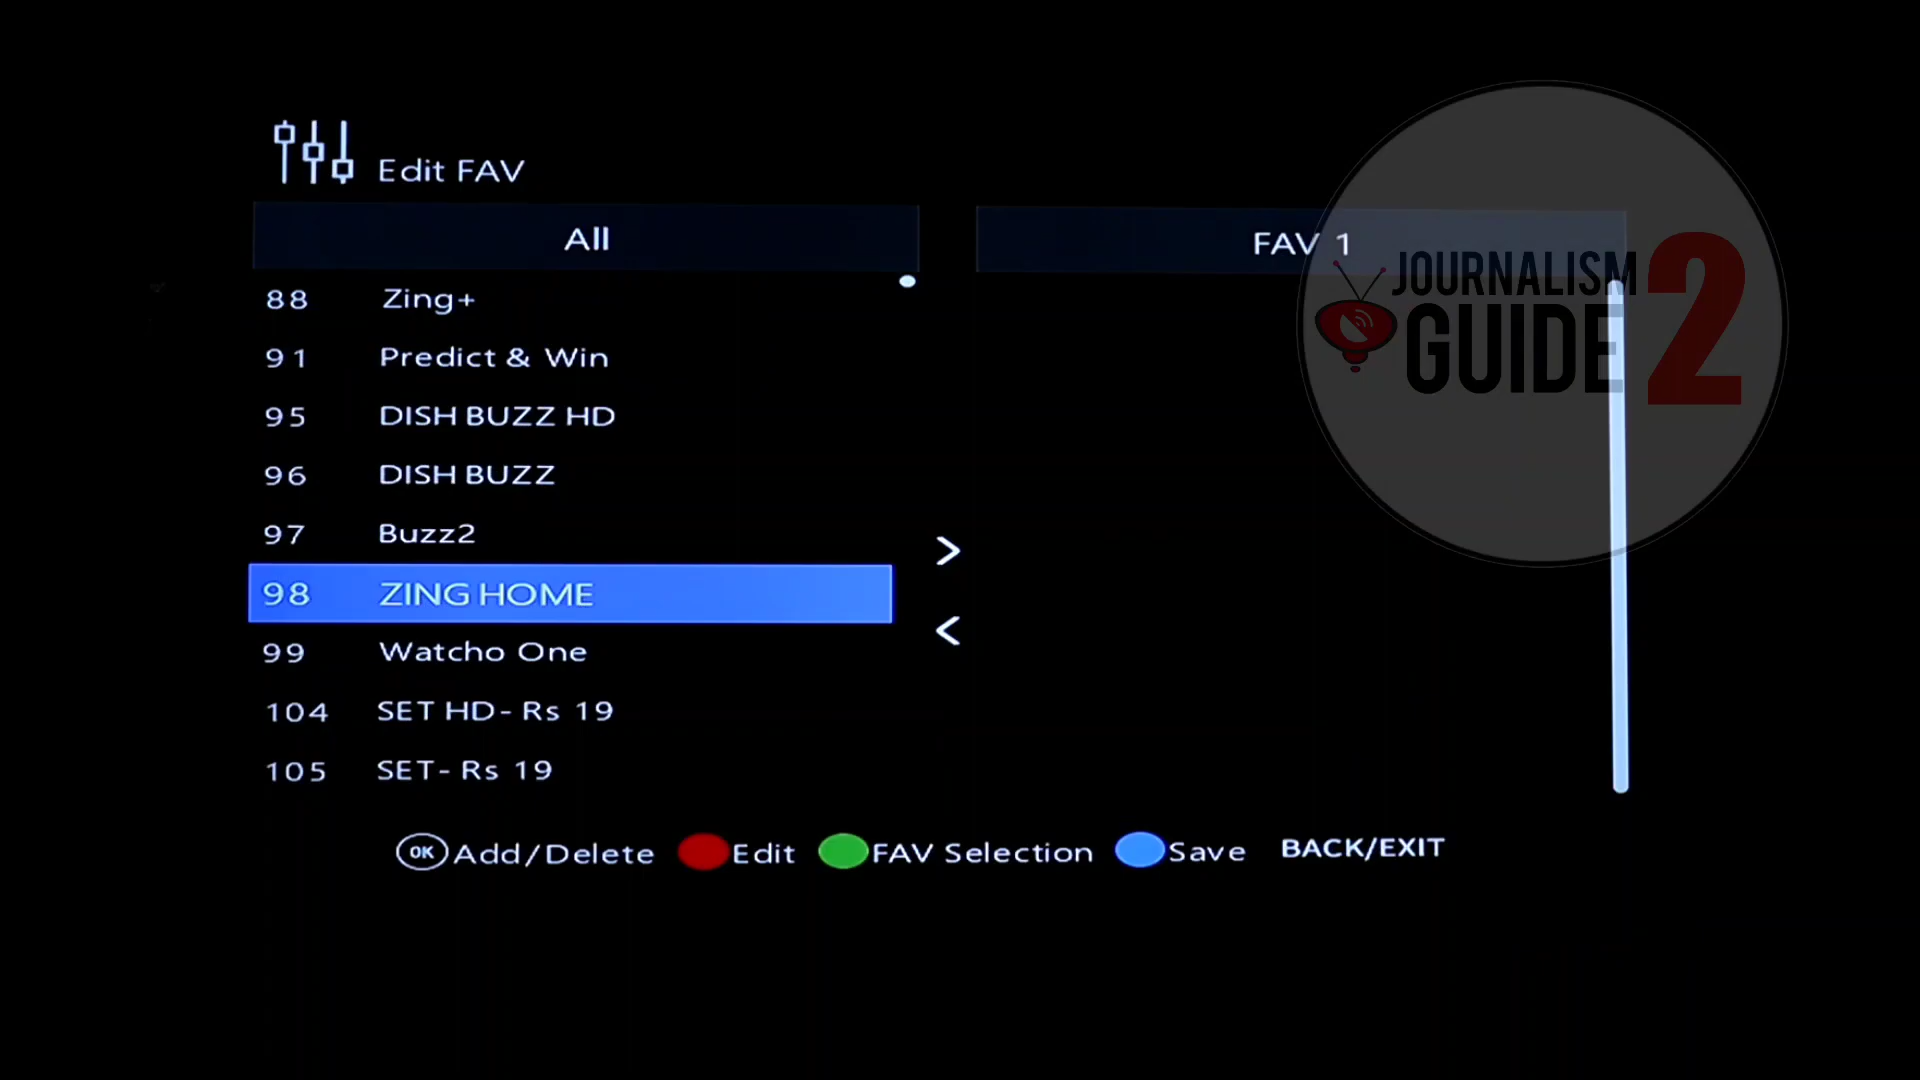 Edit FAV
All
FAV 1
88 Zing+
91 Predict & Win
95 DISH BUZZ HD
96 DISH BUZZ
97 Buzz2
98 ZING HOME
99 Watcho One
104 SET HD- Rs 19
105 SET- Rs 19
>
<
OK Add/Delete Edit FAV Selection Save BACK/EXIT
JOURNALISM
GUIDE 2